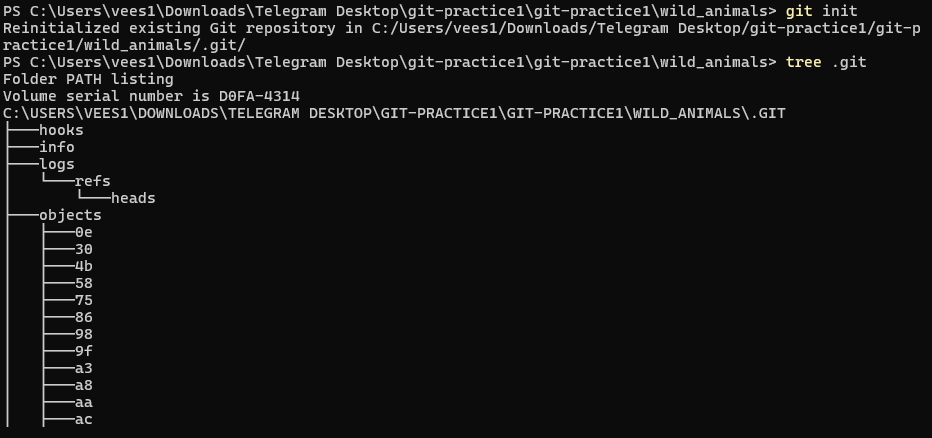 PS C:\Users\vees1\Downloads\Telegram Desktop\git-practice1\git-practice1\wild_animals> git init
Reinitialized existing Git repository in C:/Users/vees1/Downloads/Telegram Desktop/git-practice1/git-p
ractice1/wild_animals/.git/
PS C:\Users\vees1\Downloads\Telegram Desktop\git-practice1\git-practice1\wild_animals> tree .git
Folder PATH listing
Volume serial number is D0FA-4314
C:\USERS\VEES1\DOWNLOADS\TELEGRAM DESKTOP\GIT-PRACTICE1\GIT-PRACTICE1\WILD_ANIMALS\.GIT
├───hooks
├───info
├───logs
│   └───refs
│       └───heads
├───objects
│   ├───0e
│   ├───30
│   ├───4b
│   ├───58
│   ├───75
│   ├───86
│   ├───98
│   ├───9f
│   ├───a3
│   ├───a8
│   ├───aa
│   ├───ac